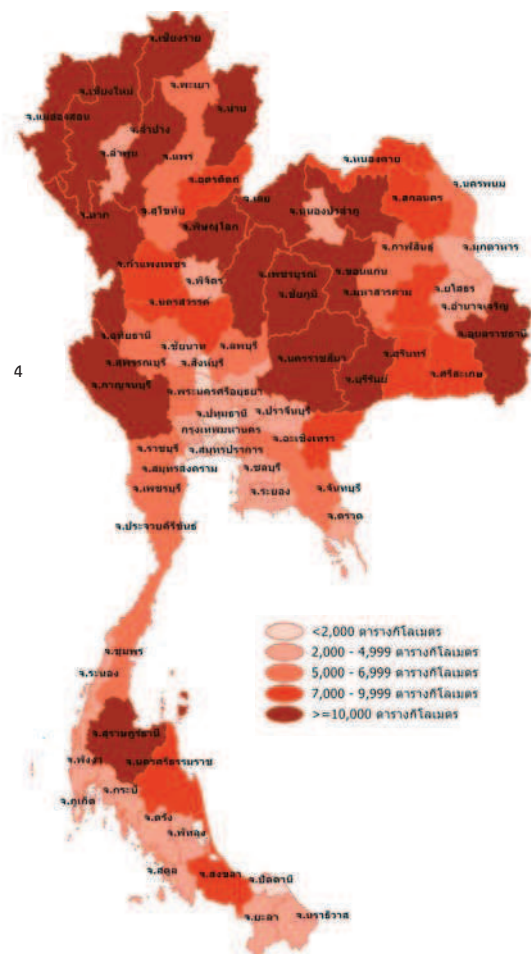 จ.เชียงราย
จ.พะเยา
จ.เชียงใหม่
จ.น่าน
จ.แม่ฮ่องสอน
จ.ลำปาง
จ.ลำพูน
จ.แพร่
จ.หนองคาย
จ.อุตรดิตถ์
จ.นครพนม
จ.เลย
จ.สกลนคร
จ.ตาก
จ.สุโขทัย
จ.หนองบัวลำภู
จ.พิษณุโลก
จ.กาฬสินธุ์
จ.มุกดาหาร
จ.กำแพงเพชร
จ.เพชรบูรณ์
จ.ขอนแก่น
จ.พิจิตร
จ.ยโสธร
จ.ชัยภูมิ
จ.มหาสารคาม
จ.นครสวรรค์
จ.อำนาจเจริญ
จ.อุทัยธานี
จ.อุบลราชธานี
จ.ชัยนาท
จ.ลพบุรี
จ.สุพรรณบุรี
จ.สิงห์บุรี
จ.นครราชสีมา
จ.สุรินทร์
จ.ศรีสะเกษ
4
จ.กาญจนบุรี
จ.บุรีรัมย์
จ.พระนครศรีอยุธยา
จ.ปทุมธานี
จ.ปราจีนบุรี
กรุงเทพมหานคร
จ.ฉะเชิงเทรา
จ.ราชบุรี
จ.สมุทรปราการ
จ.สมุทรสงคราม
จ.ชลบุรี
จ.เพชรบุรี
จ.ระยอง
จ.จันทบุรี
จ.ตราด
จ.ประจวบคีรีขันธ์
<2,000 ตารางกิโลเมตร
2,000 - 4,999 ตารางกิโลเมตร
5,000 - 6,999 ตารางกิโลเมตร
7,000 - 9,999 ตารางกิโลเมตร
>=10,000 ตารางกิโลเมตร
จ.ชุมพร
จ.ระนอง
จ.สุราษฎร์ธานี
จ.พังงา
จ.นครศรีธรรมราช
จ.กระบี่
จ.ภูเก็ต
จ.ตรัง
จ.พัทลุง
จ.สตูล
จ.สงขลา
จ.ปัตตานี
จ.ยะลา
จ.นราธิวาส